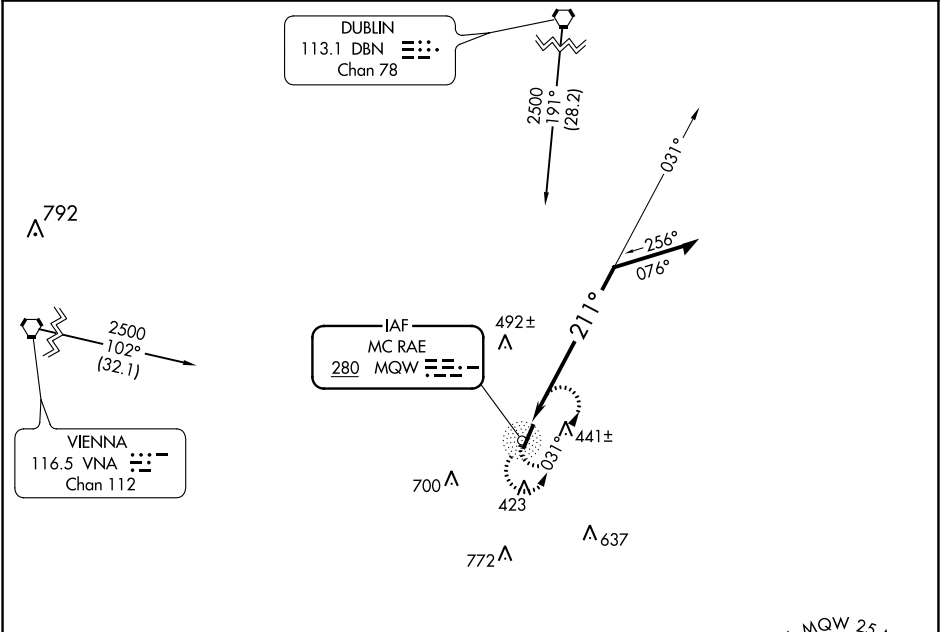 DUBLIN
113.1 DBN
Chan 78
2500
191°
(28.2)
031°
256°
076°
211°
792
2500
102°
(32.1)
IAF
MC RAE
280 MQW
492±
VIENNA
116.5 VNA
Chan 112
441±
031°
700
423
637
772
MQW 25